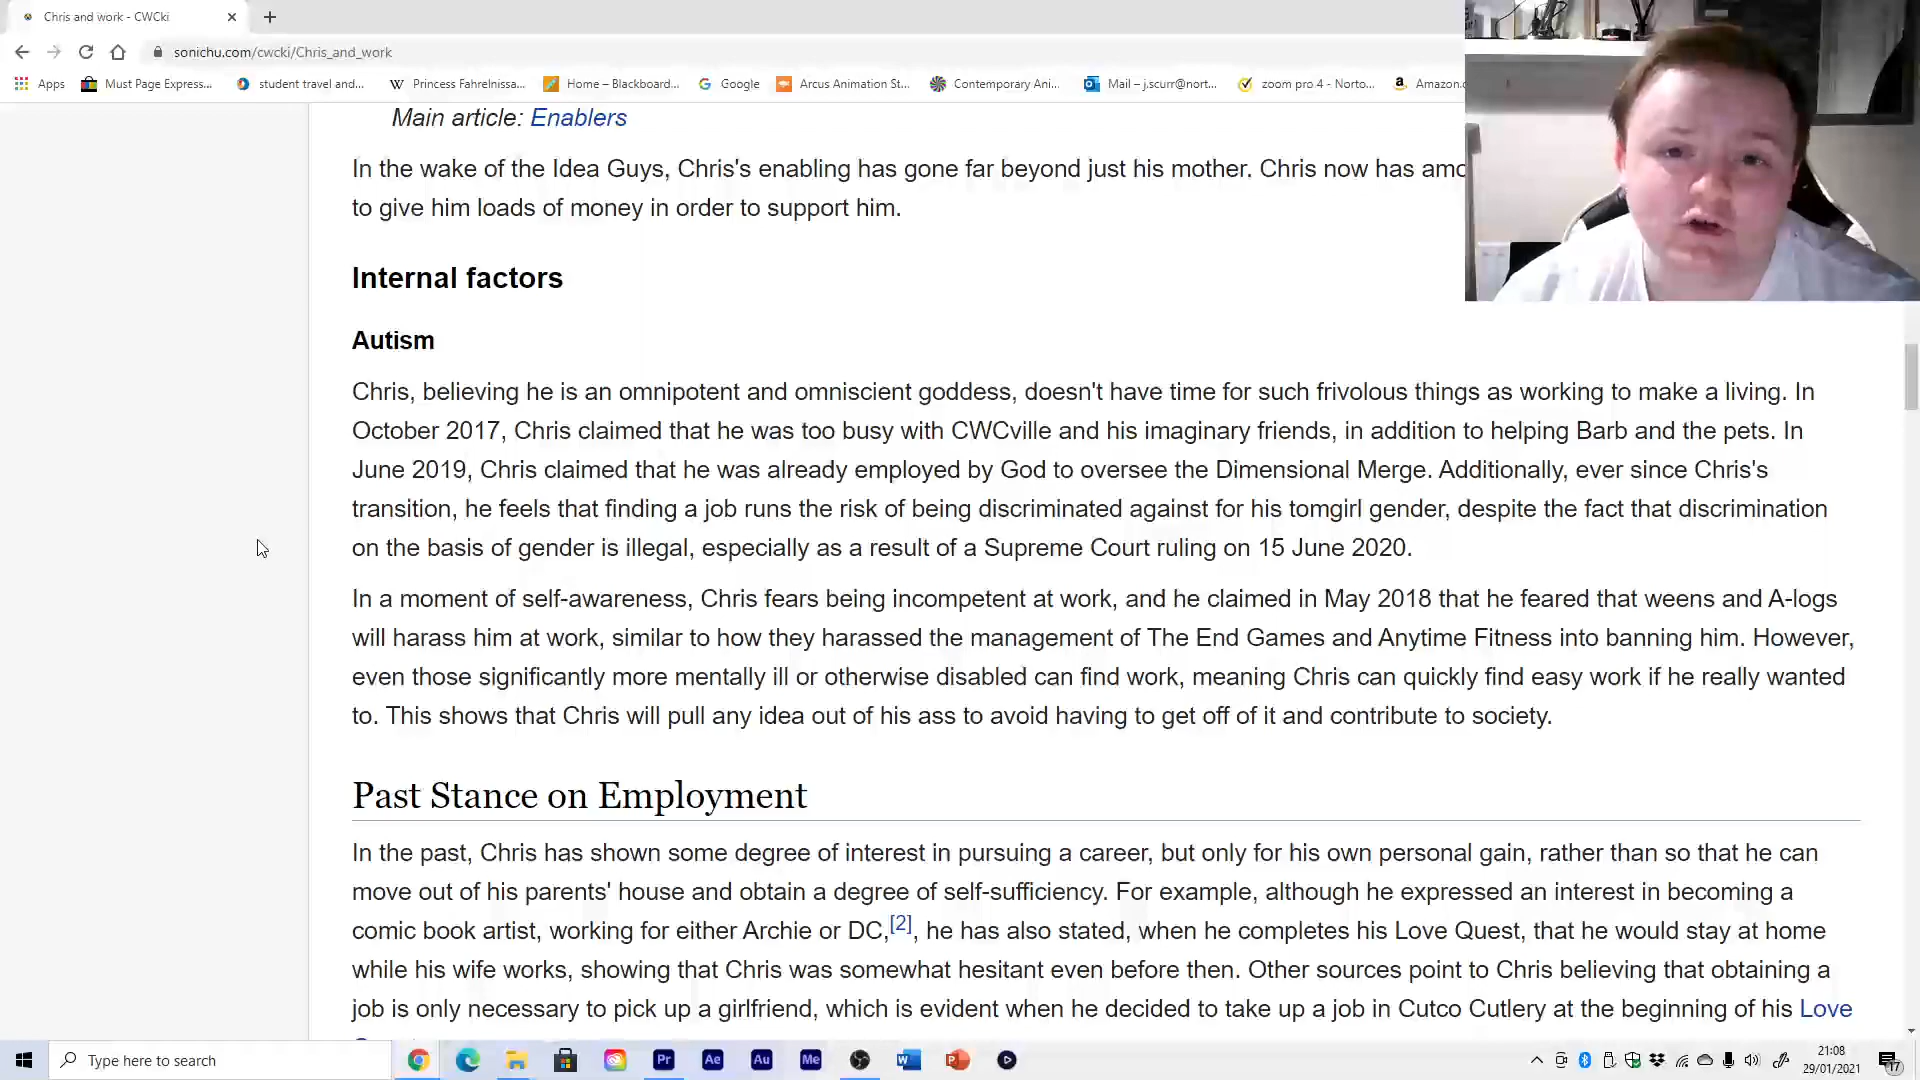 Chris and work - CWCki
sonichu.com/cwcki/Chris_and_work
Apps Must Page Express... student travel and... Princess Fahrelnissa... Home – Blackboard... Google Arcus Animation St... Contemporary Ani... Mail – j.scurr@nort... zoom pro 4 - Norto... Amazon.c
Main article: Enablers
In the wake of the Idea Guys, Chris's enabling has gone far beyond just his mother. Chris now has amo
to give him loads of money in order to support him.
Internal factors
Autism
Chris, believing he is an omnipotent and omniscient goddess, doesn't have time for such frivolous things as working to make a living. In
October 2017, Chris claimed that he was too busy with CWCville and his imaginary friends, in addition to helping Barb and the pets. In
June 2019, Chris claimed that he was already employed by God to oversee the Dimensional Merge. Additionally, ever since Chris's
transition, he feels that finding a job runs the risk of being discriminated against for his tomgirl gender, despite the fact that discrimination
on the basis of gender is illegal, especially as a result of a Supreme Court ruling on 15 June 2020.
In a moment of self-awareness, Chris fears being incompetent at work, and he claimed in May 2018 that he feared that weens and A-logs
will harass him at work, similar to how they harassed the management of The End Games and Anytime Fitness into banning him. However,
even those significantly more mentally ill or otherwise disabled can find work, meaning Chris can quickly find easy work if he really wanted
to. This shows that Chris will pull any idea out of his ass to avoid having to get off of it and contribute to society.
Past Stance on Employment
In the past, Chris has shown some degree of interest in pursuing a career, but only for his own personal gain, rather than so that he can
move out of his parents' house and obtain a degree of self-sufficiency. For example, although he expressed an interest in becoming a
comic book artist, working for either Archie or DC,[2], he has also stated, when he completes his Love Quest, that he would stay at home
while his wife works, showing that Chris was somewhat hesitant even before then. Other sources point to Chris believing that obtaining a
job is only necessary to pick up a girlfriend, which is evident when he decided to take up a job in Cutco Cutlery at the beginning of his Love
Type here to search
Pr Ae Au Me
21:08
29/01/2021
17